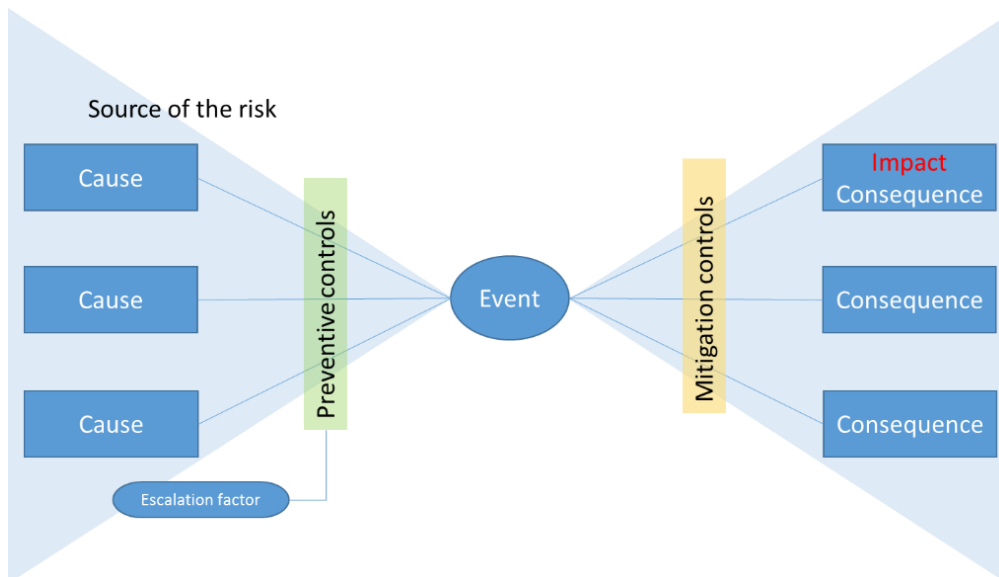 Source of the risk
Cause
Cause
Cause
Preventive controls
Escalation factor
Event
Mitigation controls
Impact
Consequence
Consequence
Consequence